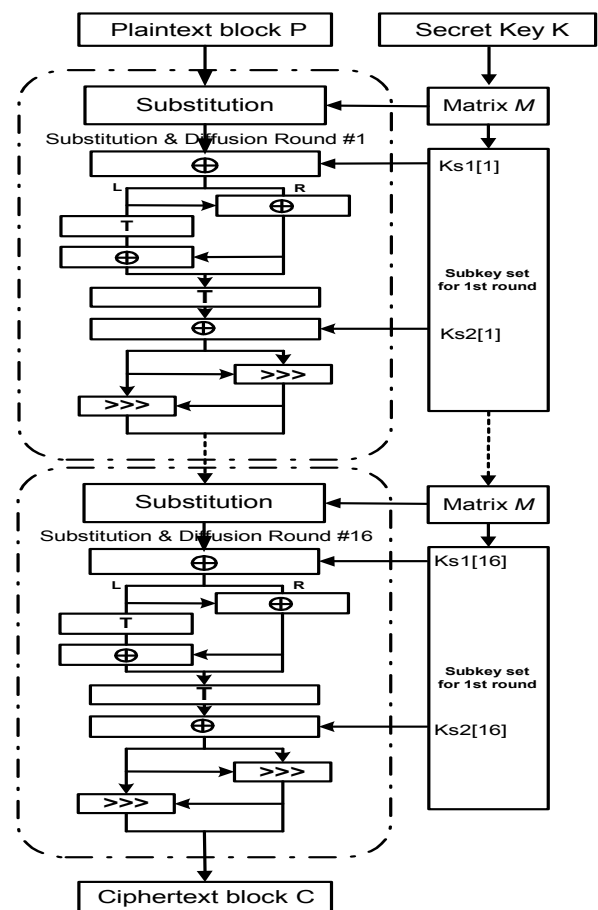 Plaintext block P
Secret Key K
Substitution
Matrix M
Substitution & Diffusion Round #1
Ks1[1]
L
R
T
Subkey set
for 1st round
T
Ks2[1]
>>>
>>>
Substitution
Matrix M
Substitution & Diffusion Round #16
Ks1[16]
L
R
T
Subkey set
for 1st round
T
Ks2[16]
>>>
>>>
Ciphertext block C